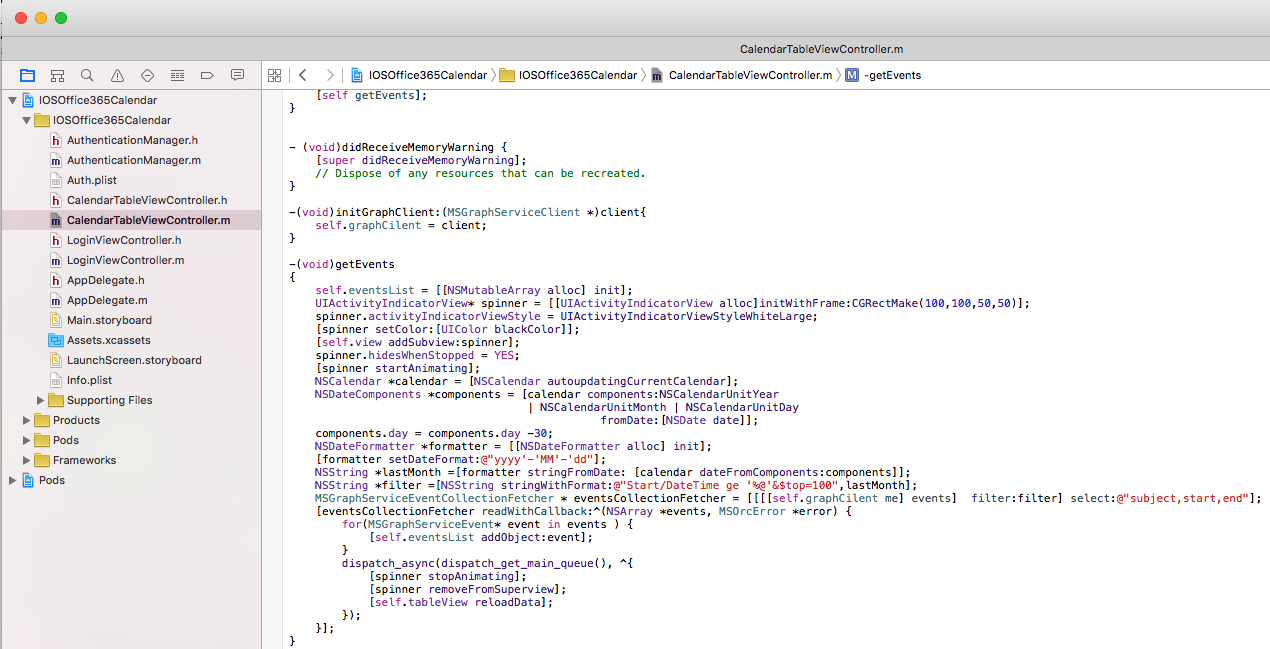 CalendarTableViewController.m
IOSOffice365Calendar
IOSOffice365Calendar
CalendarTableViewController.m
M -getEvents
IOSOffice365Calendar
IOSOffice365Calendar
h AuthenticationManager.h
m AuthenticationManager.m
Auth.plist
h CalendarTableViewController.h
m CalendarTableViewController.m
h LoginViewController.h
m LoginViewController.m
h AppDelegate.h
m AppDelegate.m
Main.storyboard
Assets.xcassets
LaunchScreen.storyboard
Info.plist
Supporting Files
Products
Pods
Frameworks
Pods
[self getEvents];
}
- (void)didReceiveMemoryWarning {
[super didReceiveMemoryWarning];
// Dispose of any resources that can be recreated.
}
-(void)initGraphClient:(MSGraphServiceClient *)client{
self.graphCilent = client;
}
-(void)getEvents
{
self.eventsList = [[NSMutableArray alloc] init];
UIActivityIndicatorView* spinner = [[UIActivityIndicatorView alloc]initWithFrame:CGRectMake(100,100,50,50)];
spinner.activityIndicatorViewStyle = UIActivityIndicatorViewStyleWhiteLarge;
[spinner setColor:[UIColor blackColor]];
[self.view addSubview:spinner];
spinner.hidesWhenStopped = YES;
[spinner startAnimating];
NSCalendar *calendar = [NSCalendar autoupdatingCurrentCalendar];
NSDateComponents *components = [calendar components:NSCalendarUnitYear
| NSCalendarUnitMonth | NSCalendarUnitDay
fromDate:[NSDate date]];
components.day = components.day -30;
NSDateFormatter *formatter = [[NSDateFormatter alloc] init];
[formatter setDateFormat:@"yyyy'-'MM'-'dd"];
NSString *lastMonth =[formatter stringFromDate: [calendar dateFromComponents:components]];
NSString *filter =[NSString stringWithFormat:@"Start/DateTime ge '%@'&$top=100",lastMonth];
MSGraphServiceEventCollectionFetcher * eventsCollectionFetcher = [[[[self.graphCilent me] events]  filter:filter] select:@"subject,start,end"];
[eventsCollectionFetcher readWithCallback:^(NSArray *events, MSOrcError *error) {
for(MSGraphServiceEvent* event in events ) {
[self.eventsList addObject:event];
}
dispatch_async(dispatch_get_main_queue(), ^{
[spinner stopAnimating];
[spinner removeFromSuperview];
[self.tableView reloadData];
});
}];
}